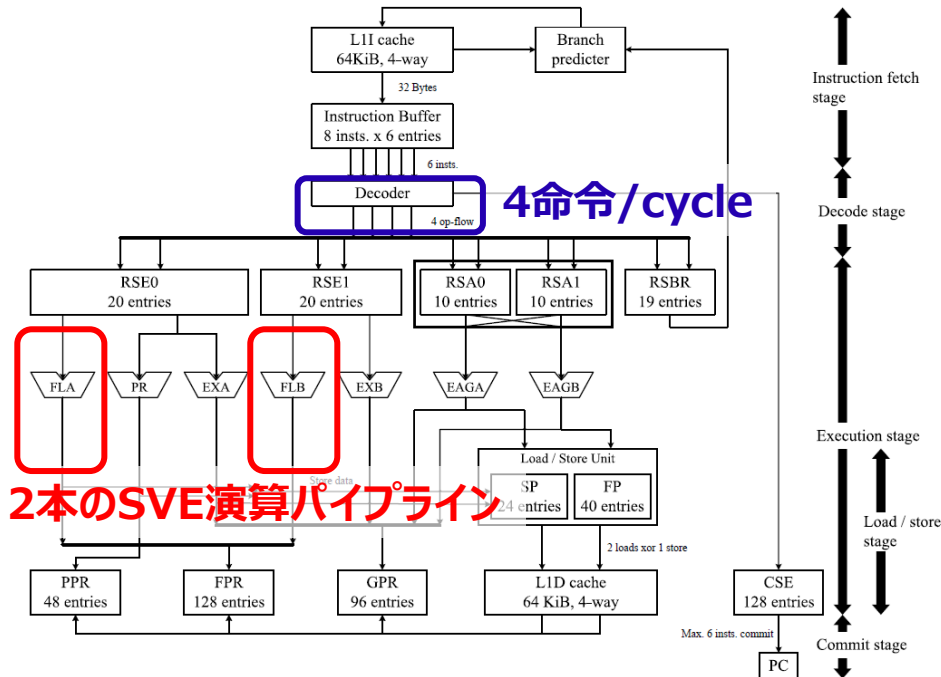 L1I cache
64KiB, 4-way
Branch
predicter
32 Bytes
Instruction Buffer
8 insts. x 6 entries
6 insts.
Decoder
4命令/cycle
4 op-flow
RSE0
20 entries
RSE1
20 entries
RSA0
10 entries
RSA1
10 entries
RSBR
19 entries
FLA
PR
EXA
FLB
EXB
EAGA
EAGB
Load / Store Unit
Store data
SP
24 entries
FP
40 entries
2本のSVE演算パイプライン
2 loads xor 1 store
PPR
48 entries
FPR
128 entries
GPR
96 entries
L1D cache
64 KiB, 4-way
CSE
128 entries
Max. 6 insts. commit
PC
Instruction fetch
stage
Decode stage
Execution stage
Load / store
stage
Commit stage